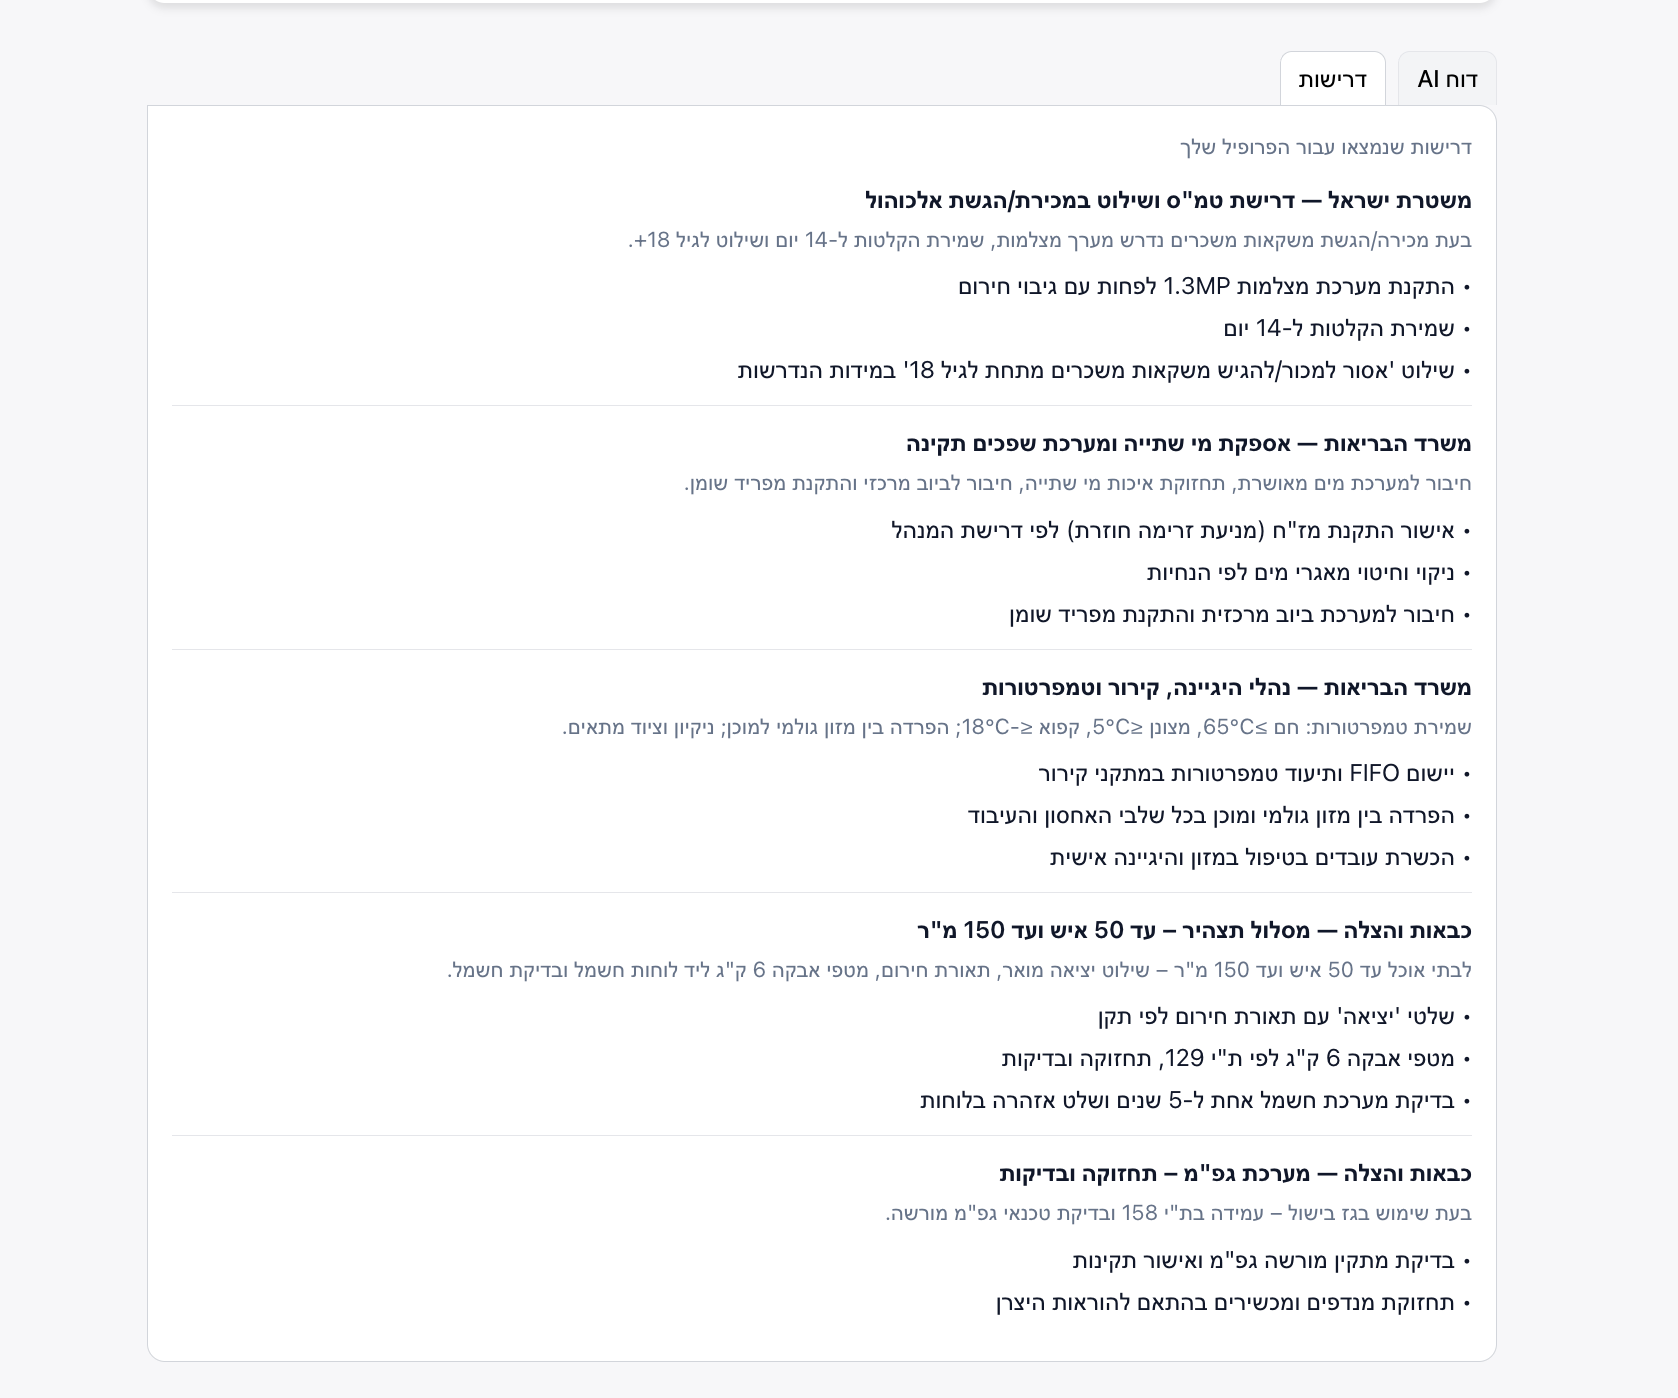 דוח AI
דרישות
דרישות שנמצאו עבור הפרופיל שלך
משטרת ישראל — דרישת טמ"ס ושילוט במכירת/הגשת אלכוהול
בעת מכירה/הגשת משקאות משכרים נדרש מערך מצלמות, שמירת הקלטות ל-14 יום ושילוט לגיל 18+.
• התקנת מערכת מצלמות 1.3MP לפחות עם גיבוי חירום
• שמירת הקלטות ל-14 יום
• שילוט 'אסור למכור/להגיש משקאות משכרים מתחת לגיל 18' במידות הנדרשות
משרד הבריאות — אספקת מי שתייה ומערכת שפכים תקינה
חיבור למערכת מים מאושרת, תחזוקת איכות מי שתייה, חיבור לביוב מרכזי והתקנת מפריד שומן.
• אישור התקנת מז"ח (מניעת זרימה חוזרת) לפי דרישת המנהל
• ניקוי וחיטוי מאגרי מים לפי הנחיות
• חיבור למערכת ביוב מרכזית והתקנת מפריד שומן
משרד הבריאות — נהלי היגיינה, קירור וטמפרטורות
שמירת טמפרטורות: חם >65°C≥, מצונן ≤5°C, קפוא ≤-18°C≥; הפרדה בין מזון גולמי למוכן; ניקיון וציוד מתאים.
• יישום FIFO ותיעוד טמפרטורות במתקני קירור
• הפרדה בין מזון גולמי ומוכן בכל שלבי האחסון והעיבוד
• הכשרת עובדים בטיפול במזון והיגיינה אישית
כבאות והצלה — מסלול תצהיר – עד 50 איש ועד 150 מ"ר
לבתי אוכל עד 50 איש ועד 150 מ"ר – שילוט יציאה מואר, תאורת חירום, מטפי אבקה 6 ק"ג ליד לוחות חשמל ובדיקת חשמל.
• שלטי 'יציאה' עם תאורת חירום לפי תקן
• מטפי אבקה 6 ק"ג לפי ת"י 129, תחזוקה ובדיקות
• בדיקת מערכת חשמל אחת ל-5 שנים ושלט אזהרה בלוחות
כבאות והצלה — מערכת גפ"מ – תחזוקה ובדיקות
בעת שימוש בגז בישול – עמידה בת"י 158 ובדיקת טכנאי גפ"מ מורשה.
• בדיקת מתקין מורשה גפ"מ ואישור תקינות
• תחזוקת מנדפים ומכשירים בהתאם להוראות היצרן